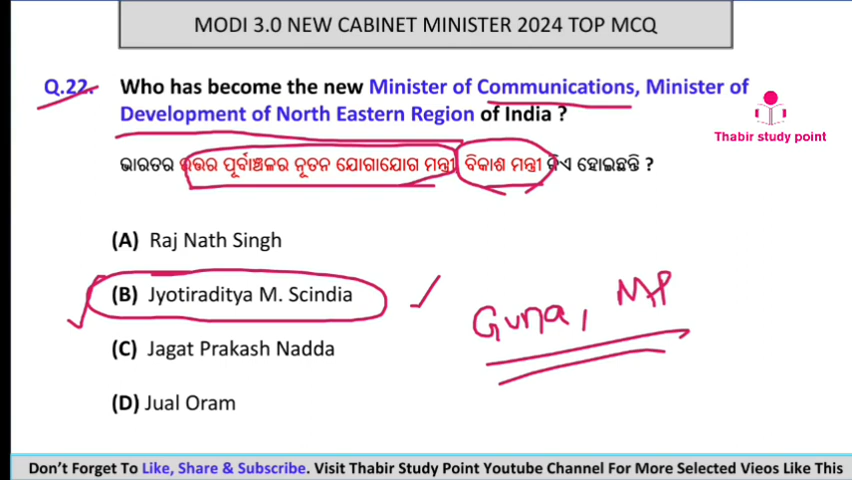 MODI 3.0 NEW CABINET MINISTER 2024 TOP MCQ
Q.22. Who has become the new Minister of Communications, Minister of
Development of North Eastern Region of India ?
Thabir study point
ଭାରତର ଉତ୍ତର ପୂର୍ବାଞ୍ଚଳର ନୂତନ ଯୋଗାଯୋଗ ମନ୍ତ୍ରୀ, ବିକାଶ ମନ୍ତ୍ରୀ କିଏ ହୋଇଛନ୍ତି ?
(A) Raj Nath Singh
(B) Jyotiraditya M. Scindia
Guna, MP
(C) Jagat Prakash Nadda
(D) Jual Oram
Don't Forget To Like, Share & Subscribe. Visit Thabir Study Point Youtube Channel For More Selected Vieos Like This